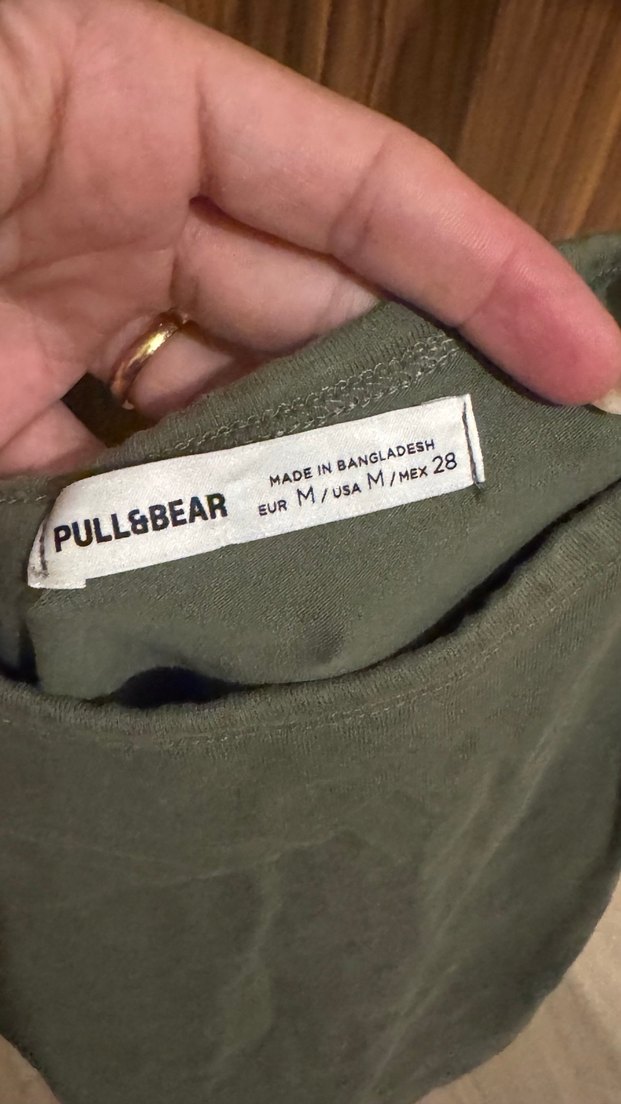 PULL&BEAR
MADE IN BANGLADESH
EUR M / USA M / MEX 28